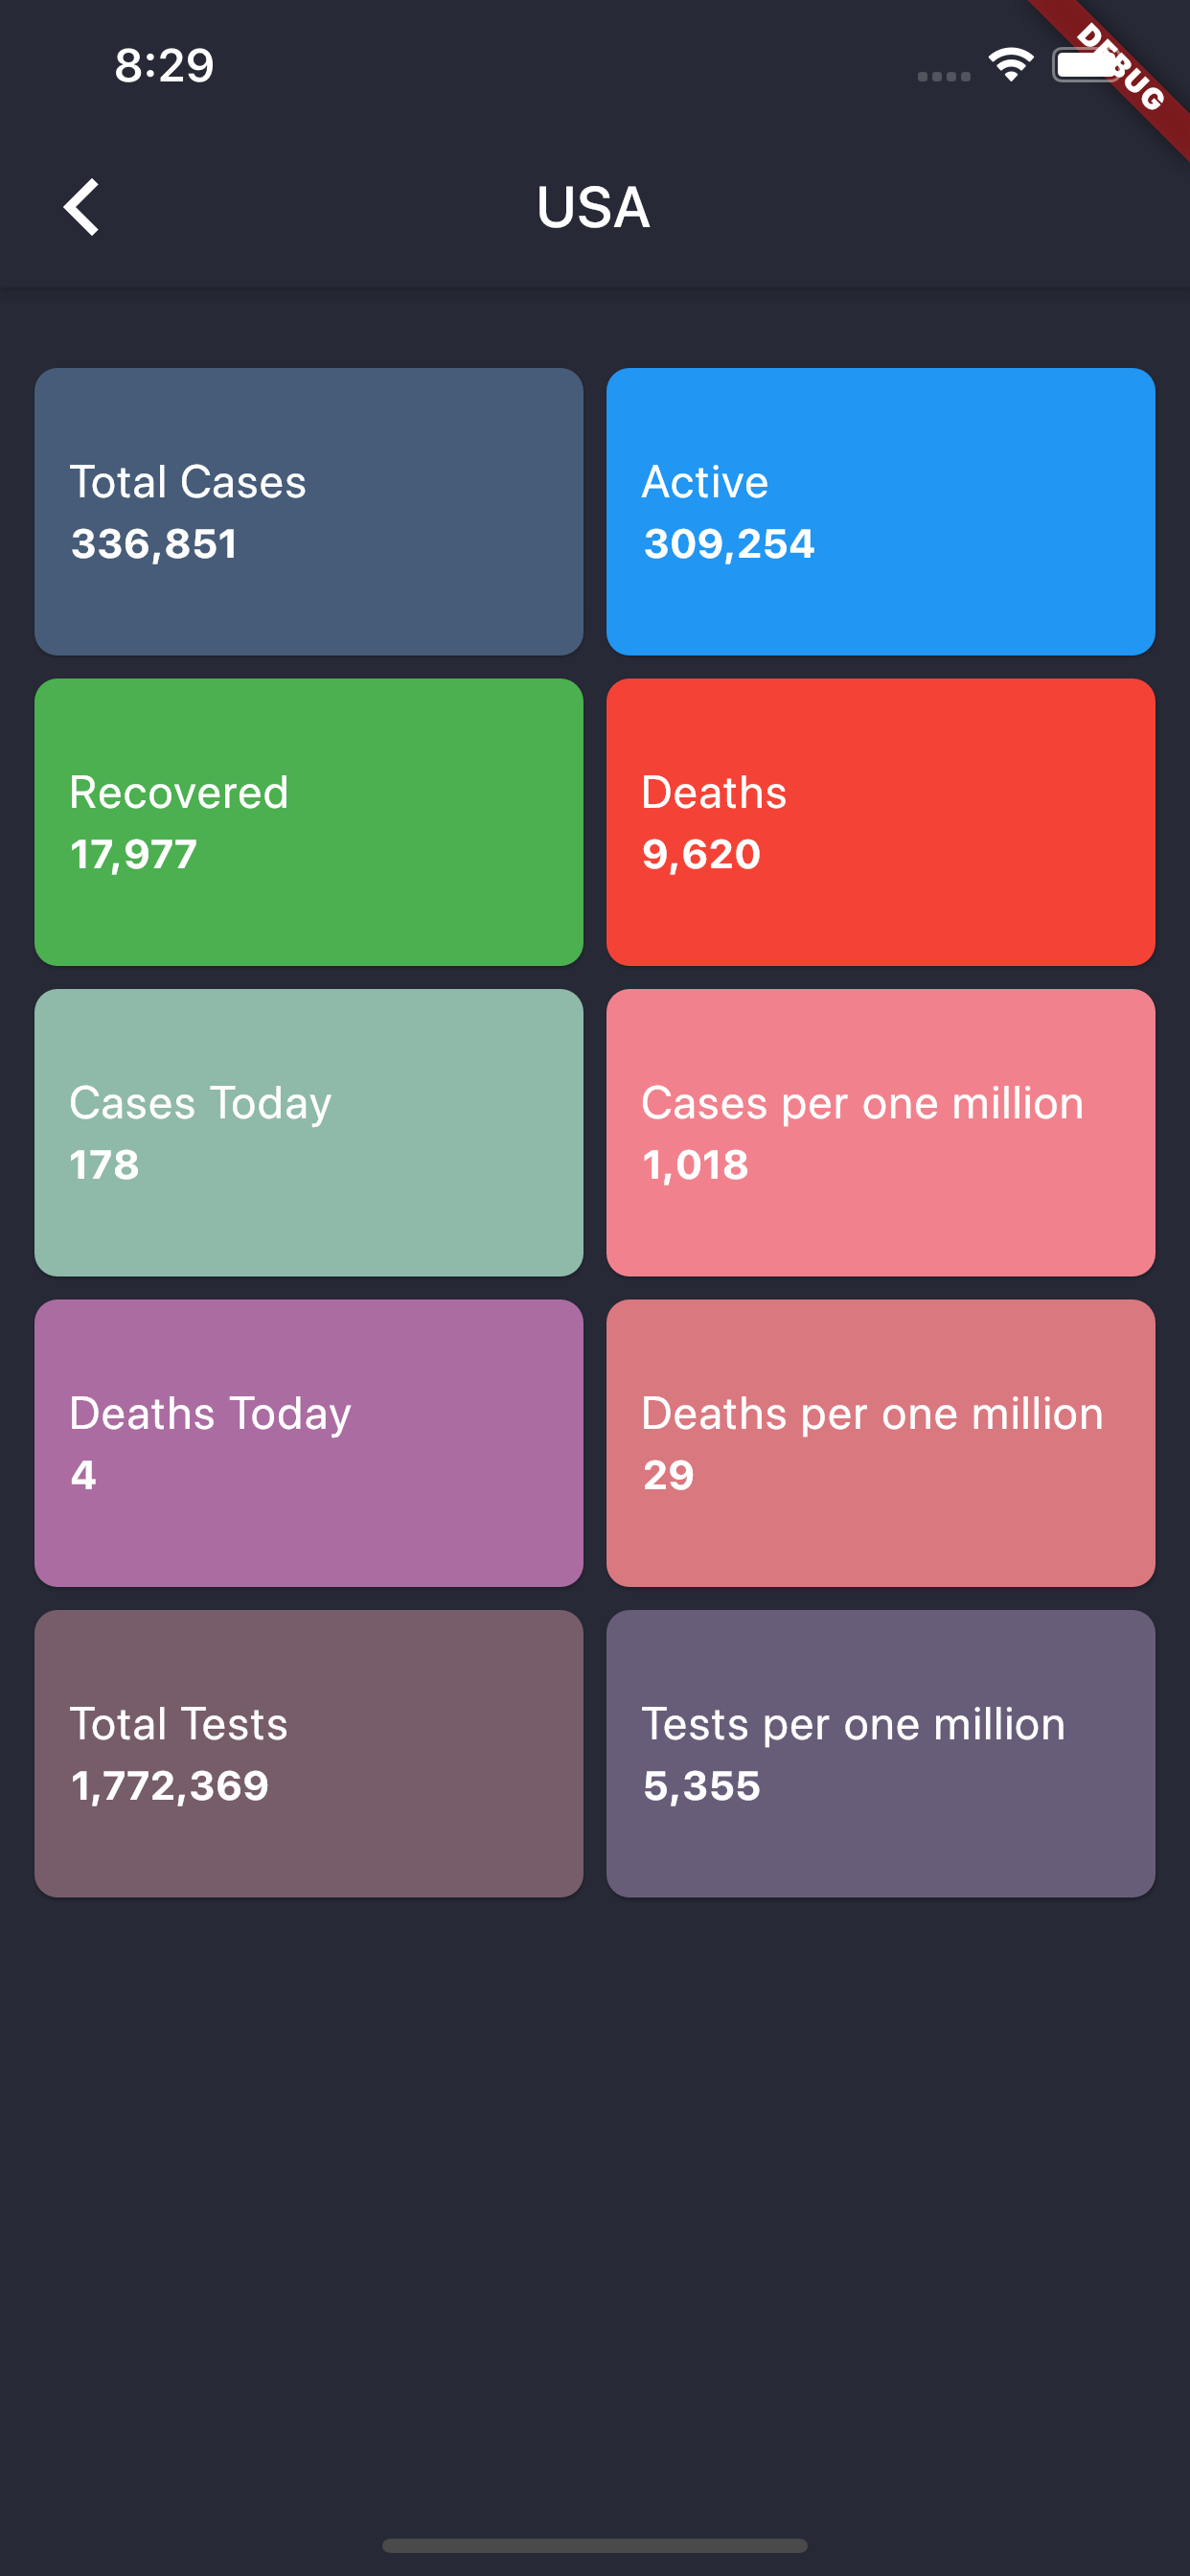 8:29
DEBUG
USA
Total Cases
336,851
Active
309,254
Recovered
17,977
Deaths
9,620
Cases Today
178
Cases per one million
1,018
Deaths Today
4
Deaths per one million
29
Total Tests
1,772,369
Tests per one million
5,355